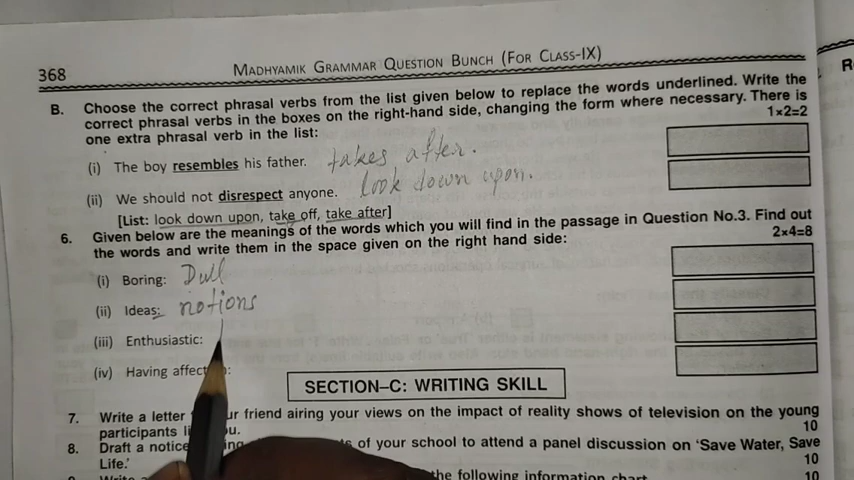 368
MADHYAMIK GRAMMAR QUESTION BUNCH (FOR CLASS-IX)
B. Choose the correct phrasal verbs from the list given below to replace the words underlined. Write the
correct phrasal verbs in the boxes on the right-hand side, changing the form where necessary. There is
one extra phrasal verb in the list: 1×2=2
(i) The boy resembles his father. takes after.
(ii) We should not disrespect anyone. look down upon.
[List: look down upon, take off, take after]
6. Given below are the meanings of the words which you will find in the passage in Question No.3. Find out
the words and write them in the space given on the right hand side: 2×4=8
(i) Boring: Dull
(ii) Ideas: notions
(iii) Enthusiastic:
(iv) Having
SECTION–C: WRITING SKILL
7. Write a letter ur friend airing your views on the impact of reality shows of television on the young
participants 10
8. Draft a notice of your school to attend a panel discussion on 'Save Water, Save
Life.' 10
the following information chart 10
R